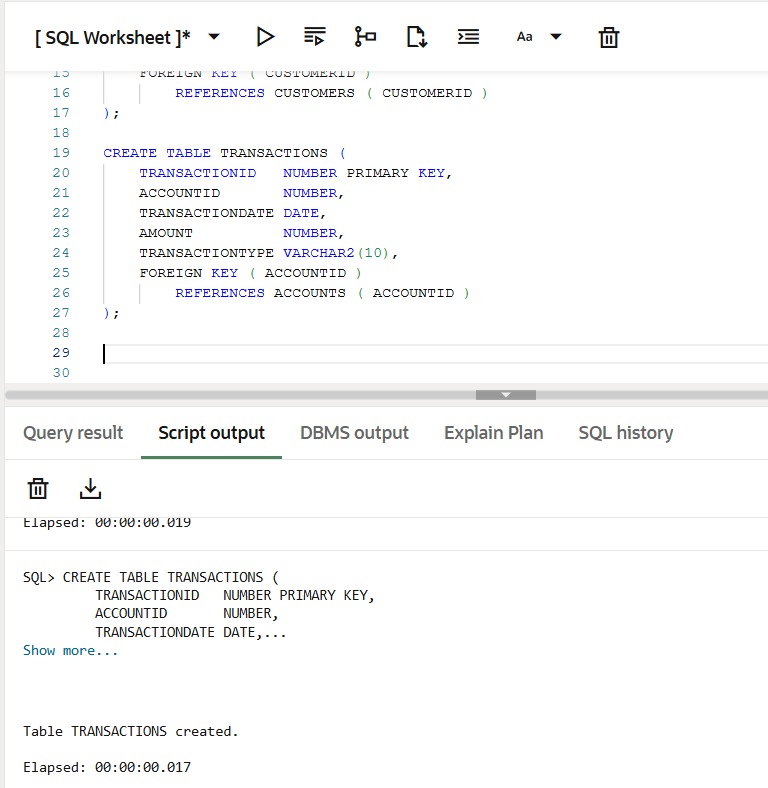 [ SQL Worksheet ]*
Aa
15 FOREIGN KEY ( CUSTOMERID )
16 REFERENCES CUSTOMERS ( CUSTOMERID )
17 );
18
19 CREATE TABLE TRANSACTIONS (
20 TRANSACTIONID NUMBER PRIMARY KEY,
21 ACCOUNTID NUMBER,
22 TRANSACTIONDATE DATE,
23 AMOUNT NUMBER,
24 TRANSACTIONTYPE VARCHAR2(10),
25 FOREIGN KEY ( ACCOUNTID )
26 REFERENCES ACCOUNTS ( ACCOUNTID )
27 );
28
29
30
Query result Script output DBMS output Explain Plan SQL history
Elapsed: 00:00:00.019
SQL> CREATE TABLE TRANSACTIONS (
TRANSACTIONID NUMBER PRIMARY KEY,
ACCOUNTID NUMBER,
TRANSACTIONDATE DATE,...
Show more...
Table TRANSACTIONS created.
Elapsed: 00:00:00.017